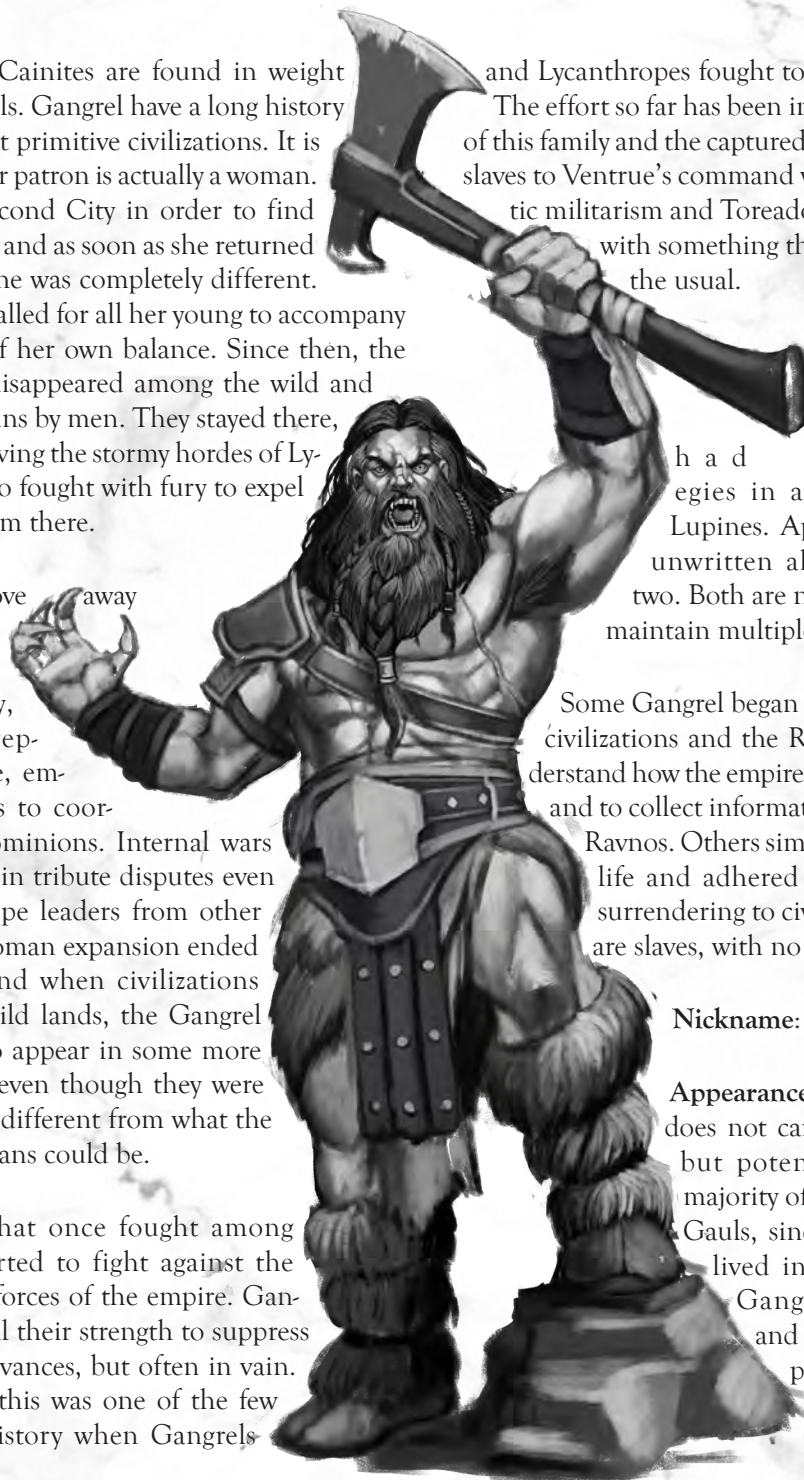 Cainites are found in weight
ls. Gangrel have a long history
t primitive civilizations. It is
r patron is actually a woman.
cond City in order to find
and as soon as she returned
he was completely different.
alled for all her young to accompany
f her own balance. Since then, the
disappeared among the wild and
ns by men. They stayed there,
wing the stormy hordes of Ly-
o fought with fury to expel
m there.
ove away
y,
ep-
e, em-
s to coor-
ominions. Internal wars
in tribute disputes even
pe leaders from other
oman expansion ended
nd when civilizations
ild lands, the Gangrel
o appear in some more
even though they were
different from what the
ans could be.
hat once fought among
rted to fight against the
forces of the empire. Gan-
l their strength to suppress
vances, but often in vain.
this was one of the few
istory when Gangrels
and Lycanthropes fought to
The effort so far has been in
of this family and the captured
slaves to Ventrue's command w
tic militarism and Toreado
with something th
the usual.
had
egies in a
Lupines. Ap
unwritten al
two. Both are n
maintain multiple
Some Gangrel began
civilizations and the R
derstand how the empire
and to collect informat
Ravnos. Others sim
life and adhered
surrendering to civ
are slaves, with no
Nickname:
Appearance
does not car
but poten
majority of
Gauls, sinc
lived in
Gang
and
p